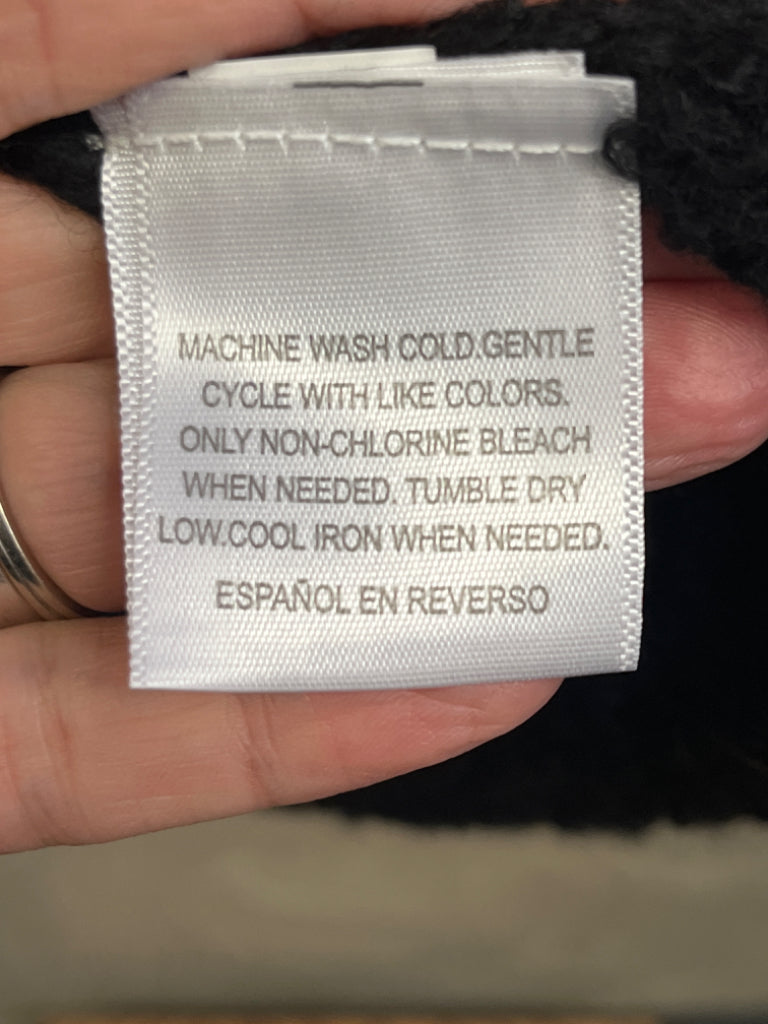 MACHINE WASH COLD.GENTLE
CYCLE WITH LIKE COLORS.
ONLY NON-CHLORINE BLEACH
WHEN NEEDED. TUMBLE DRY
LOW.COOL IRON WHEN NEEDED.
ESPAÑOL EN REVERSO